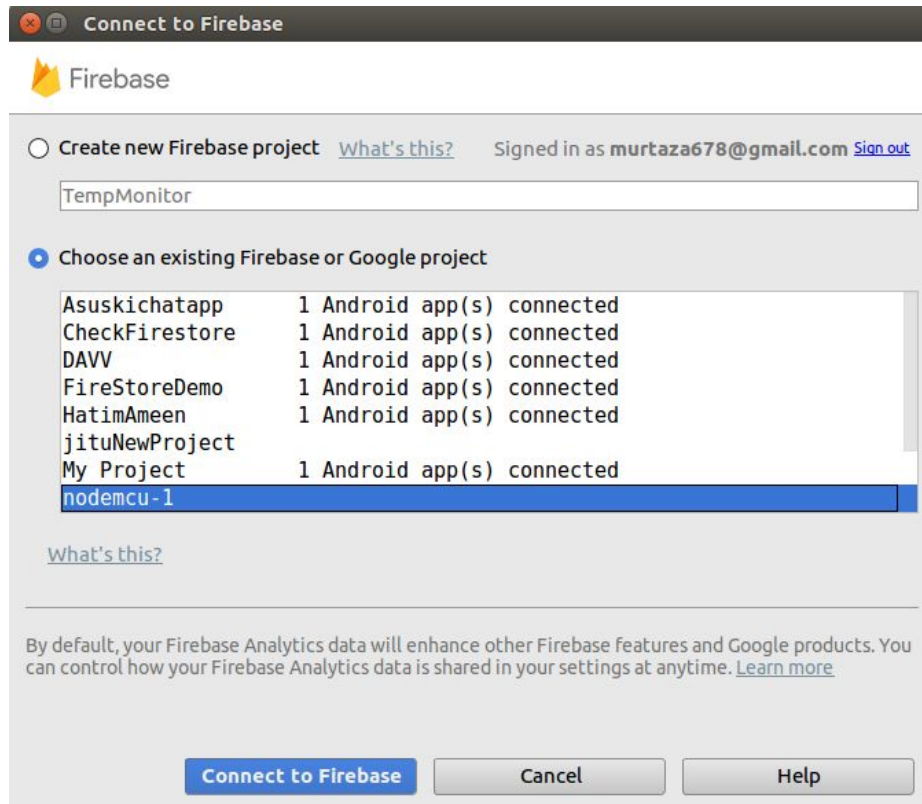 Connect to Firebase
Firebase
Create new Firebase project What's this? Signed in as murtaza678@gmail.com Sign out
TempMonitor
Choose an existing Firebase or Google project
Asuskichatapp 1 Android app(s) connected
CheckFirestore 1 Android app(s) connected
DAVV 1 Android app(s) connected
FireStoreDemo 1 Android app(s) connected
HatimAmeen 1 Android app(s) connected
jituNewProject
My Project 1 Android app(s) connected
nodemcu-1
What's this?
By default, your Firebase Analytics data will enhance other Firebase features and Google products. You
can control how your Firebase Analytics data is shared in your settings at anytime. Learn more
Connect to Firebase Cancel Help